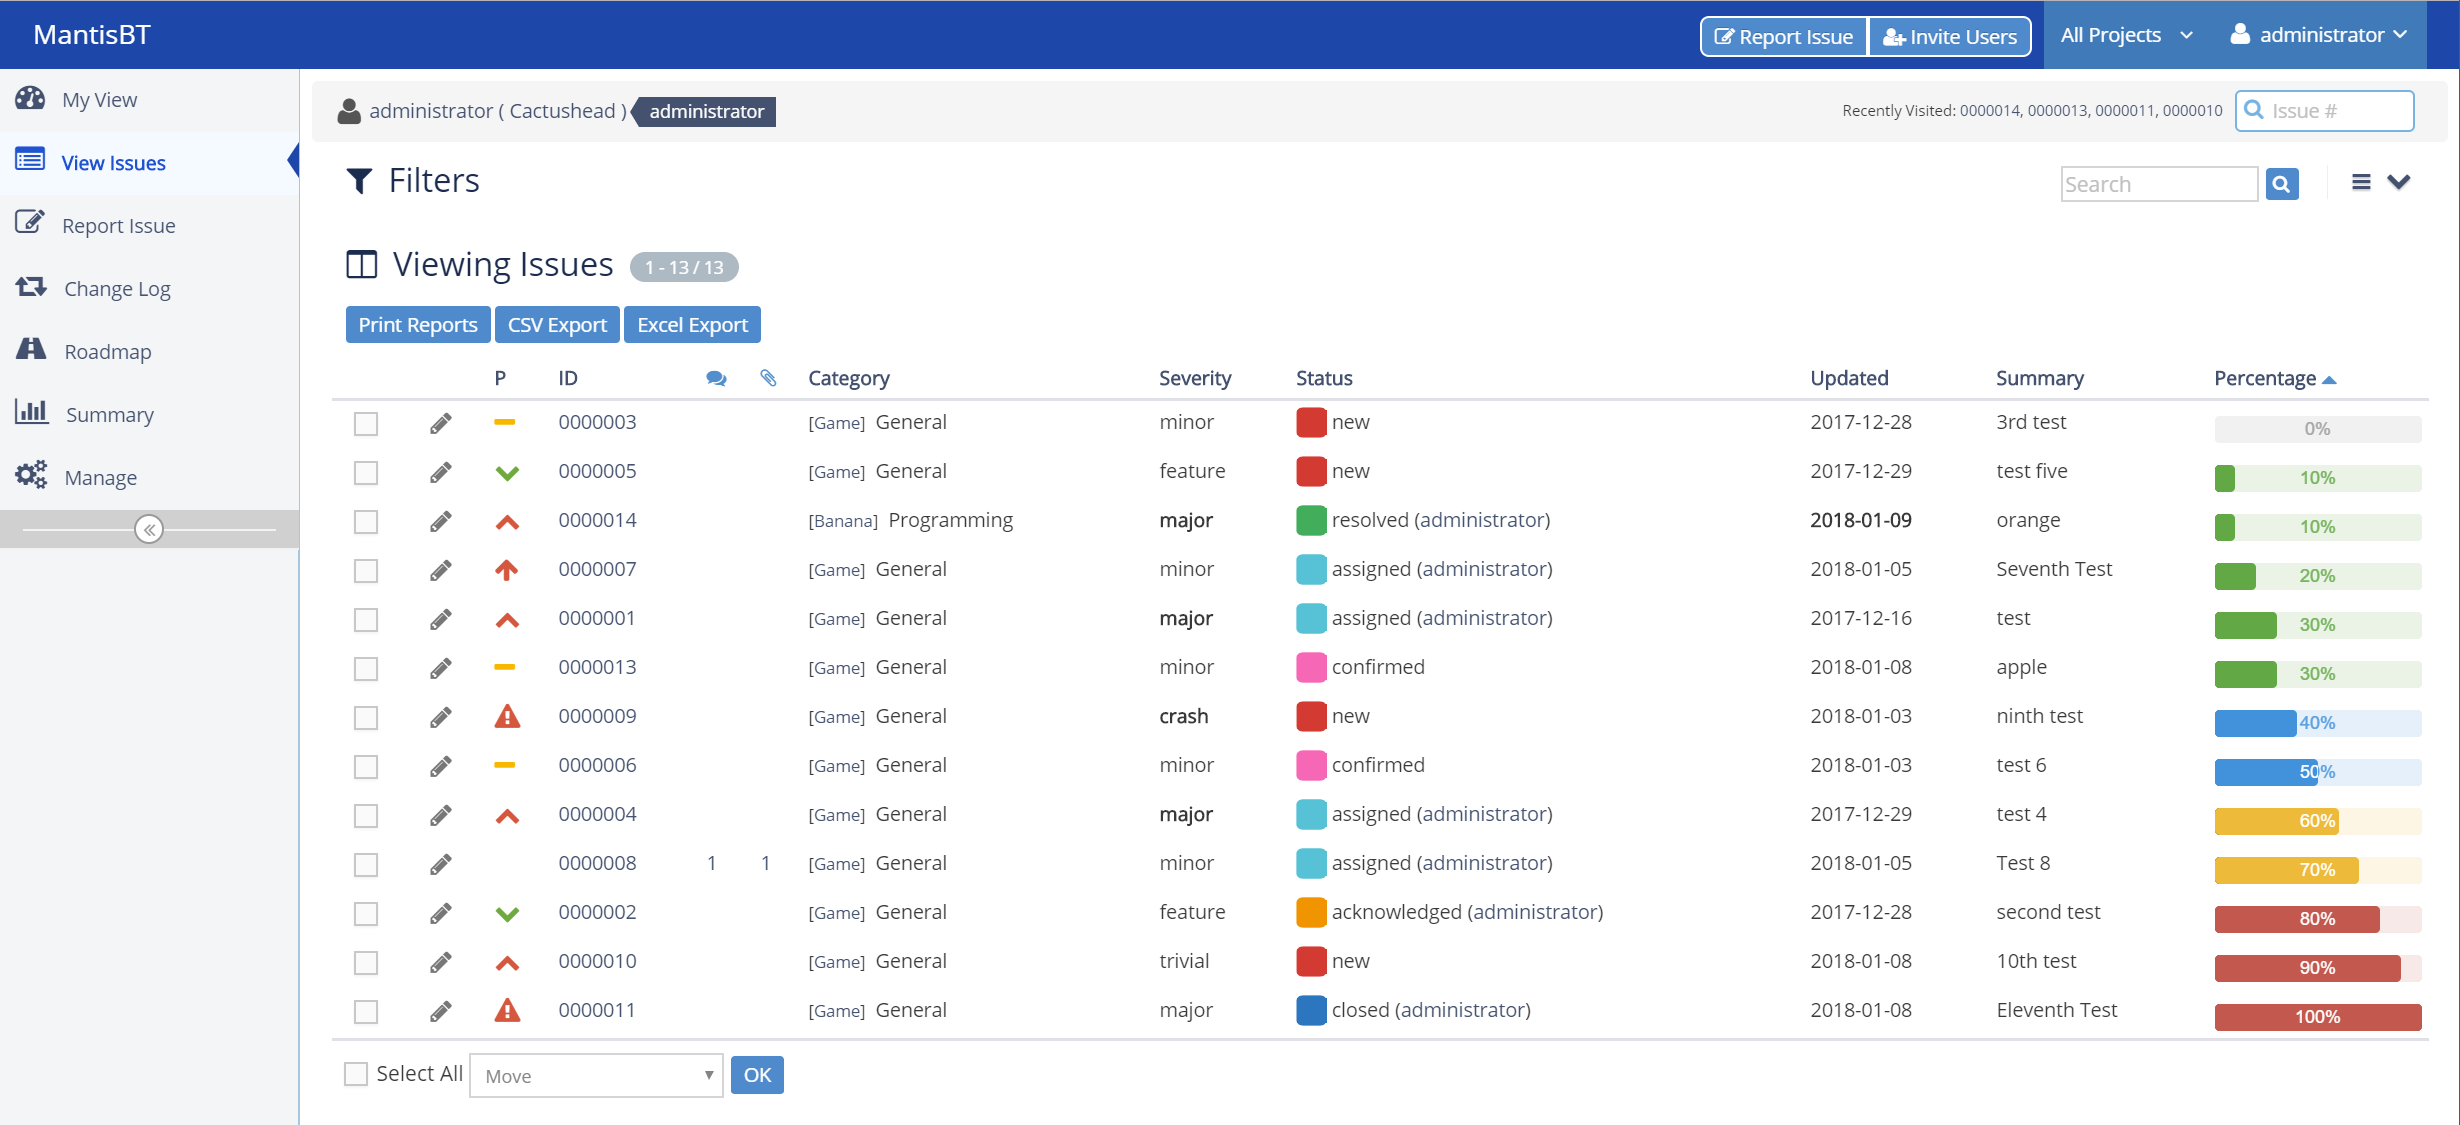 MantisBT
Report Issue
Invite Users
All Projects
administrator
My View
View Issues
Report Issue
Change Log
Roadmap
Summary
Manage
administrator ( Cactushead ) administrator
Recently Visited: 0000014, 0000013, 0000011, 0000010
Issue #
Filters
Search
Viewing Issues 1 - 13 / 13
Print Reports CSV Export Excel Export
P ID Category Severity Status Updated Summary Percentage
0000003 [Game] General minor new 2017-12-28 3rd test 0%
0000005 [Game] General feature new 2017-12-29 test five 10%
0000014 [Banana] Programming major resolved (administrator) 2018-01-09 orange 10%
0000007 [Game] General minor assigned (administrator) 2018-01-05 Seventh Test 20%
0000001 [Game] General major assigned (administrator) 2017-12-16 test 30%
0000013 [Game] General minor confirmed 2018-01-08 apple 30%
0000009 [Game] General crash new 2018-01-03 ninth test 40%
0000006 [Game] General minor confirmed 2018-01-03 test 6 50%
0000004 [Game] General major assigned (administrator) 2017-12-29 test 4 60%
0000008 1 1 [Game] General minor assigned (administrator) 2018-01-05 Test 8 70%
0000002 [Game] General feature acknowledged (administrator) 2017-12-28 second test 80%
0000010 [Game] General trivial new 2018-01-08 10th test 90%
0000011 [Game] General major closed (administrator) 2018-01-08 Eleventh Test 100%
Select All Move OK